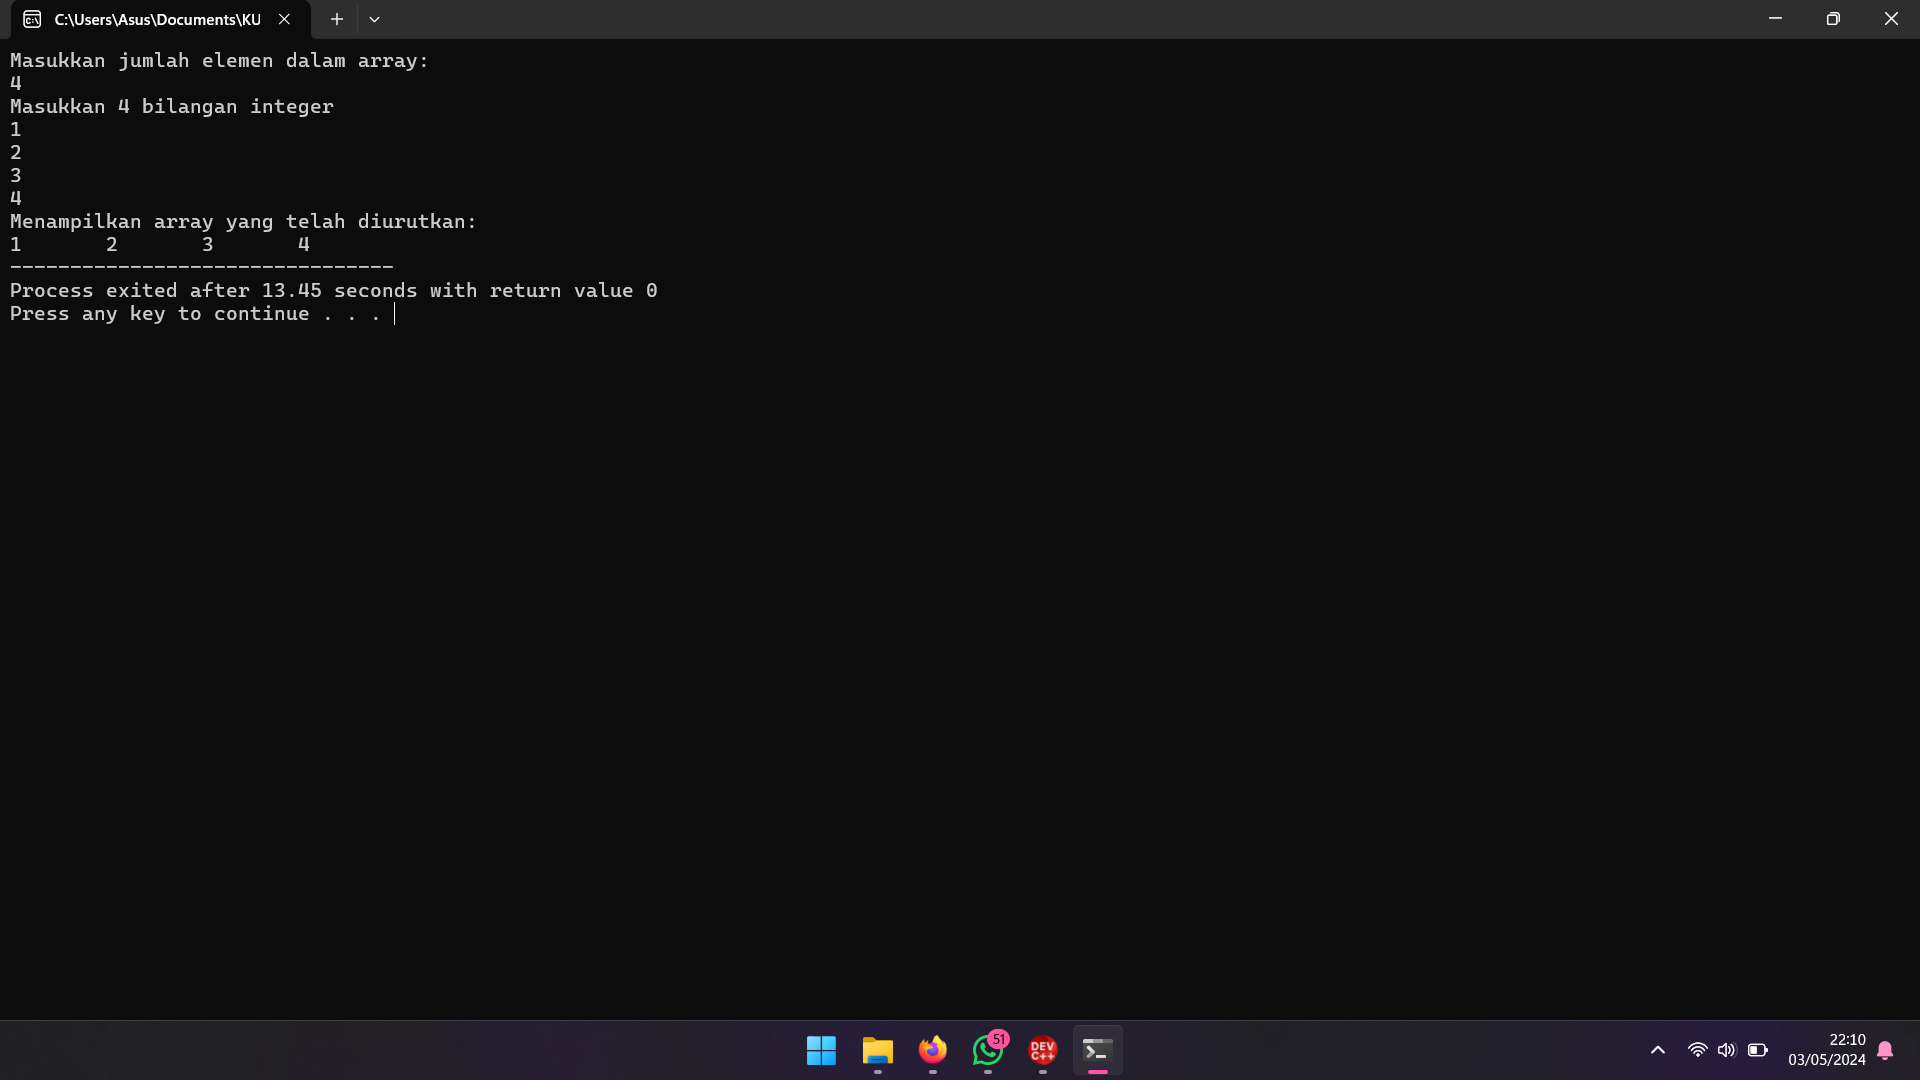 C:\Users\Asus\Documents\KU
Masukkan jumlah elemen dalam array:
4
Masukkan 4 bilangan integer
1
2
3
4
Menampilkan array yang telah diurutkan:
1 2 3 4
--------------------------------
Process exited after 13.45 seconds with return value 0
Press any key to continue . . .
51
DEV
C++
22:10
03/05/2024